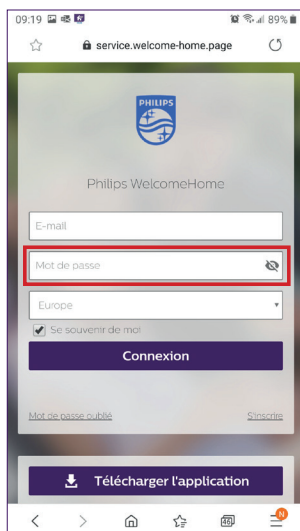 09:19 89%
service.welcome-home.page
PHILIPS
Philips WelcomeHome
E-mail
Mot de passe
Europe
Se souvenir de moi
Connexion
Mot de passe oublié S'inscrire
Télécharger l'application
46 N